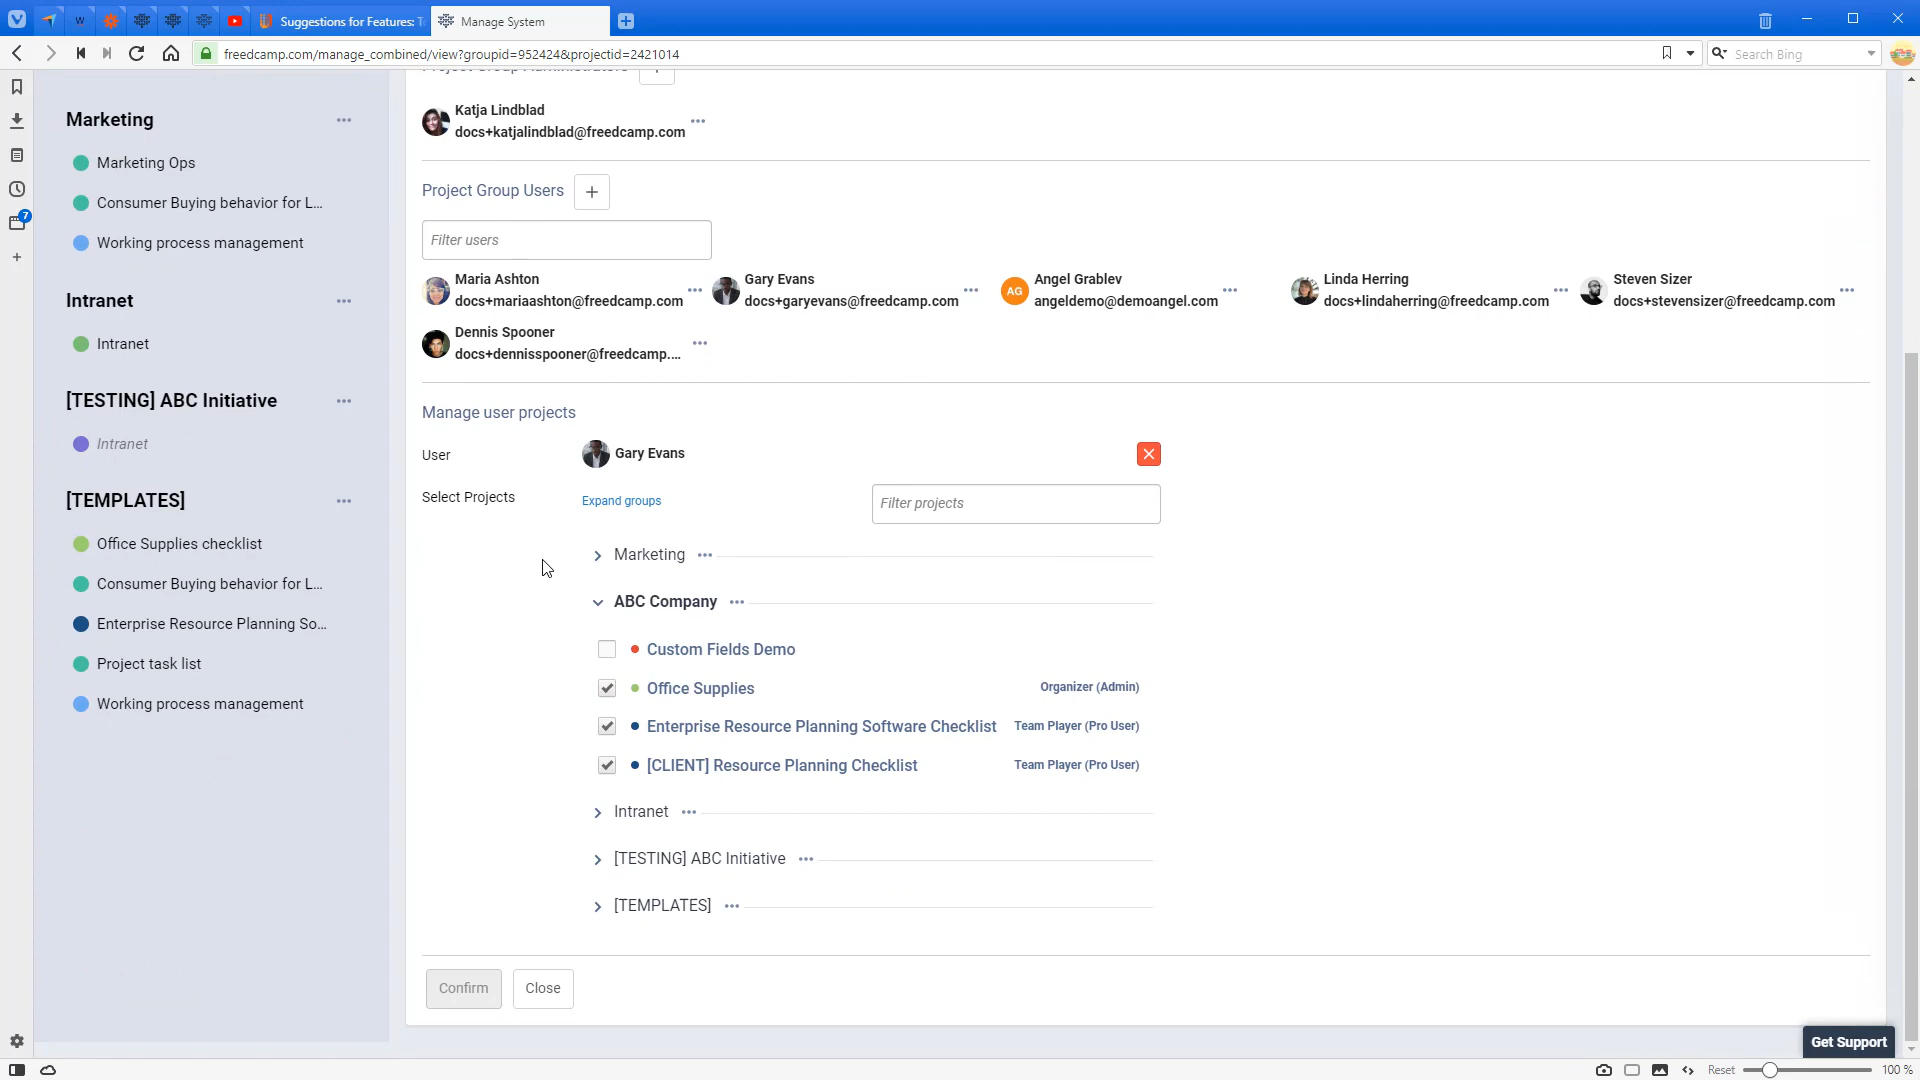 w
Suggestions for Features: T
Manage System
freedcamp.com/manage_combined/view?groupid=952424&projectid=2421014
Search Bing
7
Marketing
Marketing Ops
Consumer Buying behavior for L...
Working process management
Intranet
Intranet
[TESTING] ABC Initiative
Intranet
[TEMPLATES]
Office Supplies checklist
Consumer Buying behavior for L...
Enterprise Resource Planning So...
Project task list
Working process management
Project Group Administrators
Katja Lindblad
docs+katjalindblad@freedcamp.com
Project Group Users
Filter users
Maria Ashton
docs+mariaashton@freedcamp.com
Gary Evans
docs+garyevans@freedcamp.com
AG
Angel Grablev
angeldemo@demoangel.com
Linda Herring
docs+lindaherring@freedcamp.com
Steven Sizer
docs+stevensizer@freedcamp.com
Dennis Spooner
docs+dennisspooner@freedcamp....
Manage user projects
User
Gary Evans
Select Projects
Expand groups
Filter projects
Marketing
ABC Company
Custom Fields Demo
Office Supplies
Organizer (Admin)
Enterprise Resource Planning Software Checklist
Team Player (Pro User)
[CLIENT] Resource Planning Checklist
Team Player (Pro User)
Intranet
[TESTING] ABC Initiative
[TEMPLATES]
Confirm
Close
Get Support
Reset
100 %